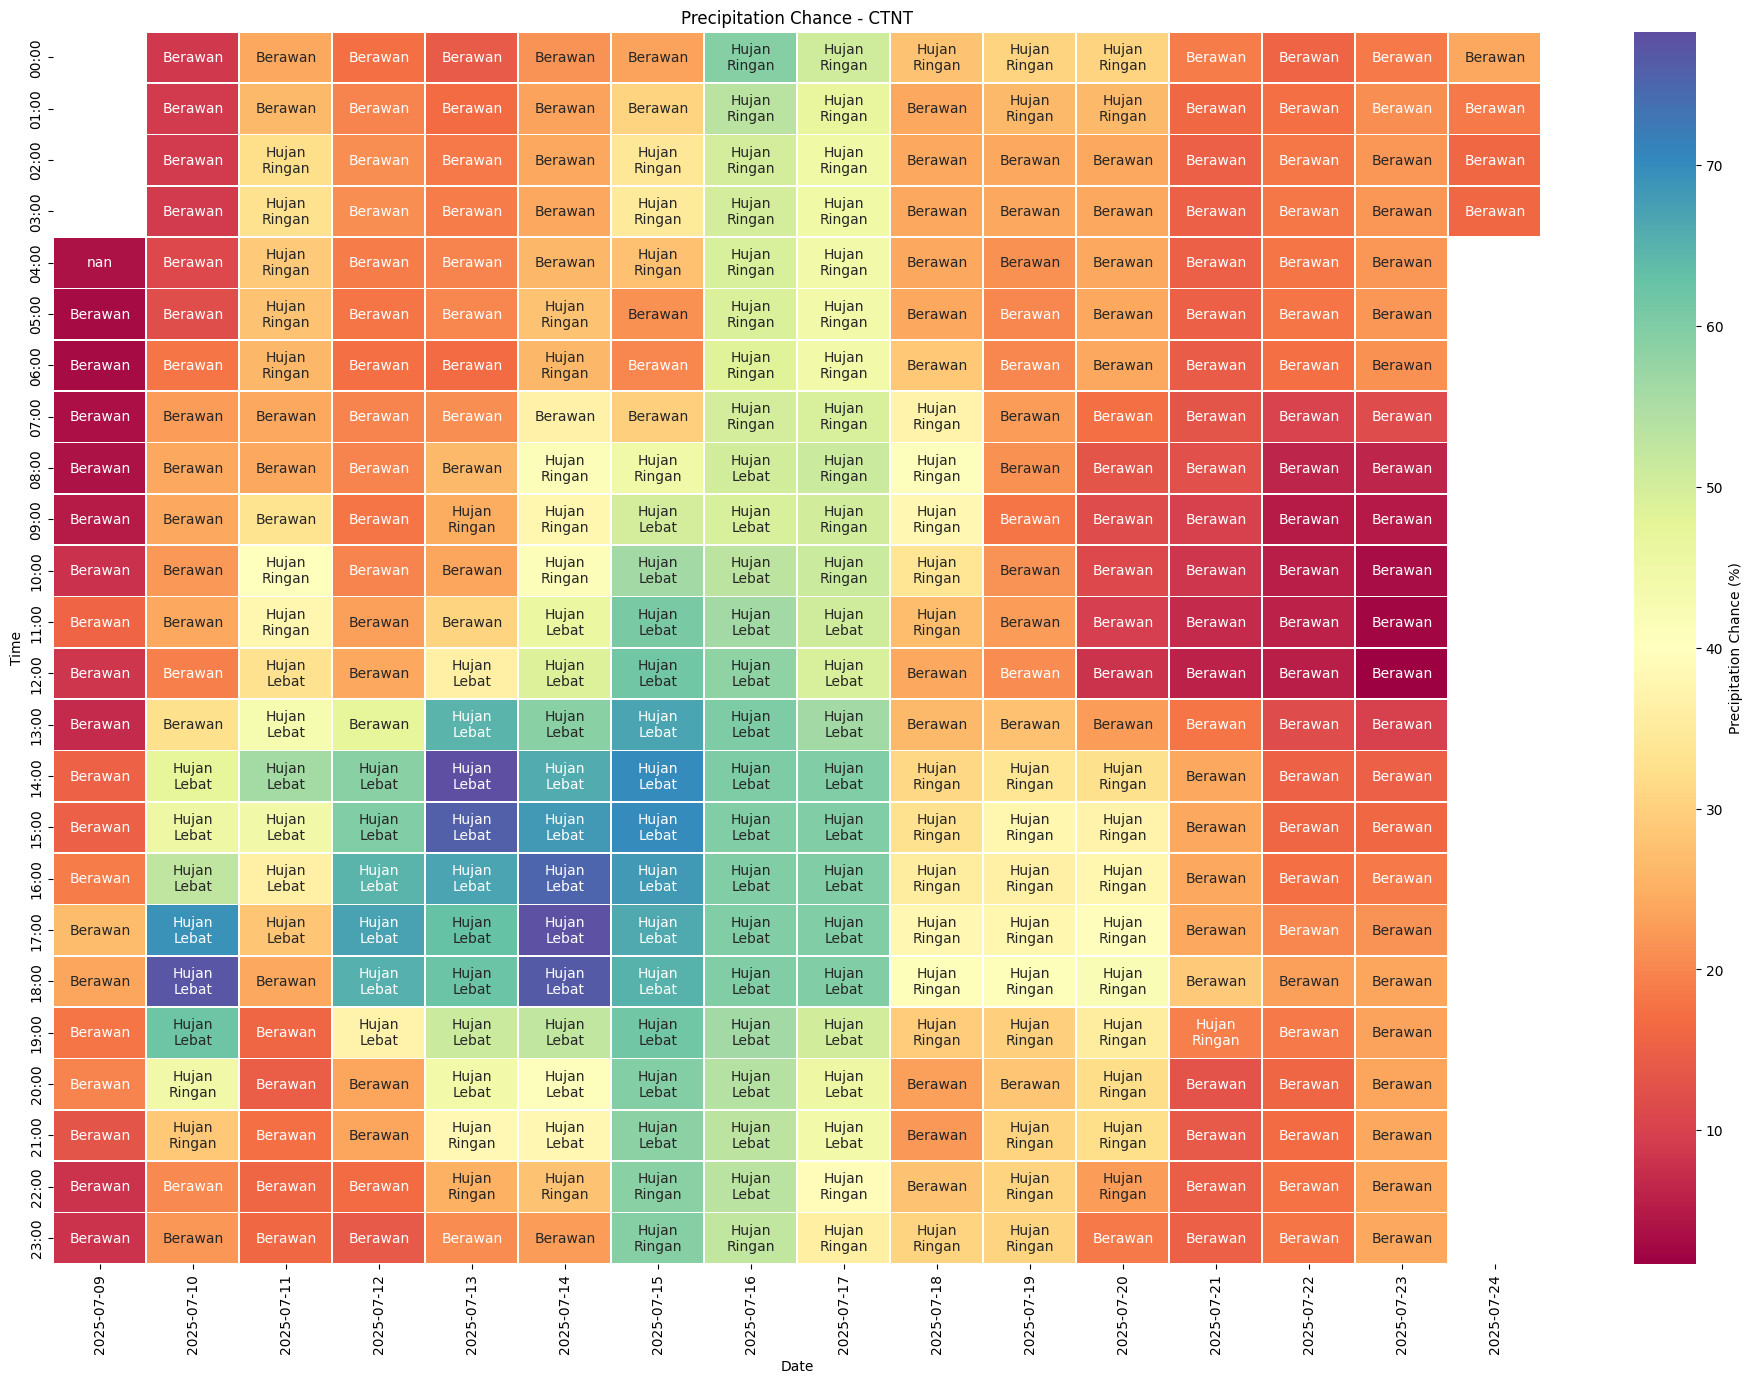 Precipitation Chance - CTNT
00:00 Berawan Berawan Berawan Berawan Berawan Berawan Hujan Ringan Hujan Ringan Hujan Ringan Hujan Ringan Hujan Ringan Berawan Berawan Berawan Berawan
01:00 Berawan Berawan Berawan Berawan Berawan Berawan Hujan Ringan Hujan Ringan Berawan Hujan Ringan Hujan Ringan Berawan Berawan Berawan Berawan
02:00 Berawan Hujan Ringan Berawan Berawan Berawan Hujan Ringan Hujan Ringan Hujan Ringan Berawan Berawan Berawan Berawan Berawan Berawan Berawan
03:00 Berawan Hujan Ringan Berawan Berawan Berawan Hujan Ringan Hujan Ringan Hujan Ringan Berawan Berawan Berawan Berawan Berawan Berawan Berawan
04:00 nan Berawan Hujan Ringan Berawan Berawan Berawan Hujan Ringan Hujan Ringan Hujan Ringan Berawan Berawan Berawan Berawan Berawan Berawan
05:00 Berawan Berawan Hujan Ringan Berawan Berawan Hujan Ringan Berawan Hujan Ringan Hujan Ringan Berawan Berawan Berawan Berawan Berawan Berawan
06:00 Berawan Berawan Hujan Ringan Berawan Berawan Hujan Ringan Berawan Hujan Ringan Hujan Ringan Berawan Berawan Berawan Berawan Berawan Berawan
07:00 Berawan Berawan Berawan Berawan Berawan Berawan Berawan Hujan Ringan Hujan Ringan Hujan Ringan Berawan Berawan Berawan Berawan Berawan
08:00 Berawan Berawan Berawan Berawan Berawan Hujan Ringan Hujan Ringan Hujan Lebat Hujan Ringan Hujan Ringan Berawan Berawan Berawan Berawan Berawan
09:00 Berawan Berawan Berawan Berawan Hujan Ringan Hujan Ringan Hujan Lebat Hujan Lebat Hujan Ringan Hujan Ringan Berawan Berawan Berawan Berawan Berawan
10:00 Berawan Berawan Hujan Ringan Berawan Berawan Hujan Ringan Hujan Lebat Hujan Lebat Hujan Ringan Hujan Ringan Berawan Berawan Berawan Berawan Berawan
11:00 Berawan Berawan Hujan Ringan Berawan Berawan Hujan Lebat Hujan Lebat Hujan Lebat Hujan Lebat Hujan Ringan Berawan Berawan Berawan Berawan Berawan
12:00 Berawan Berawan Hujan Lebat Berawan Hujan Lebat Hujan Lebat Hujan Lebat Hujan Lebat Hujan Lebat Berawan Berawan Berawan Berawan Berawan Berawan
13:00 Berawan Berawan Hujan Lebat Berawan Hujan Lebat Hujan Lebat Hujan Lebat Hujan Lebat Hujan Lebat Berawan Berawan Berawan Berawan Berawan Berawan
14:00 Berawan Hujan Lebat Hujan Lebat Hujan Lebat Hujan Lebat Hujan Lebat Hujan Lebat Hujan Lebat Hujan Lebat Hujan Ringan Hujan Ringan Hujan Ringan Berawan Berawan Berawan
15:00 Berawan Hujan Lebat Hujan Lebat Hujan Lebat Hujan Lebat Hujan Lebat Hujan Lebat Hujan Lebat Hujan Lebat Hujan Ringan Hujan Ringan Hujan Ringan Berawan Berawan Berawan
16:00 Berawan Hujan Lebat Hujan Lebat Hujan Lebat Hujan Lebat Hujan Lebat Hujan Lebat Hujan Lebat Hujan Lebat Hujan Ringan Hujan Ringan Hujan Ringan Berawan Berawan Berawan
17:00 Berawan Hujan Lebat Hujan Lebat Hujan Lebat Hujan Lebat Hujan Lebat Hujan Lebat Hujan Lebat Hujan Lebat Hujan Ringan Hujan Ringan Hujan Ringan Berawan Berawan Berawan
18:00 Berawan Hujan Lebat Berawan Hujan Lebat Hujan Lebat Hujan Lebat Hujan Lebat Hujan Lebat Hujan Lebat Hujan Ringan Hujan Ringan Hujan Ringan Berawan Berawan Berawan
19:00 Berawan Hujan Lebat Berawan Hujan Lebat Hujan Lebat Hujan Lebat Hujan Lebat Hujan Lebat Hujan Lebat Hujan Ringan Hujan Ringan Hujan Ringan Hujan Ringan Berawan Berawan
20:00 Berawan Hujan Ringan Berawan Berawan Hujan Lebat Hujan Lebat Hujan Lebat Hujan Lebat Hujan Lebat Berawan Berawan Hujan Ringan Berawan Berawan Berawan
21:00 Berawan Hujan Ringan Berawan Berawan Hujan Ringan Hujan Lebat Hujan Lebat Hujan Lebat Hujan Lebat Berawan Hujan Ringan Hujan Ringan Berawan Berawan Berawan
22:00 Berawan Berawan Berawan Berawan Hujan Ringan Hujan Ringan Hujan Ringan Hujan Lebat Hujan Ringan Berawan Hujan Ringan Hujan Ringan Berawan Berawan Berawan
23:00 Berawan Berawan Berawan Berawan Berawan Berawan Hujan Ringan Hujan Ringan Hujan Ringan Hujan Ringan Hujan Ringan Berawan Berawan Berawan Berawan
Time
2025-07-09 2025-07-10 2025-07-11 2025-07-12 2025-07-13 2025-07-14 2025-07-15 2025-07-16 2025-07-17 2025-07-18 2025-07-19 2025-07-20 2025-07-21 2025-07-22 2025-07-23 2025-07-24
Date
70
60
50
40
30
20
10
Precipitation Chance (%)